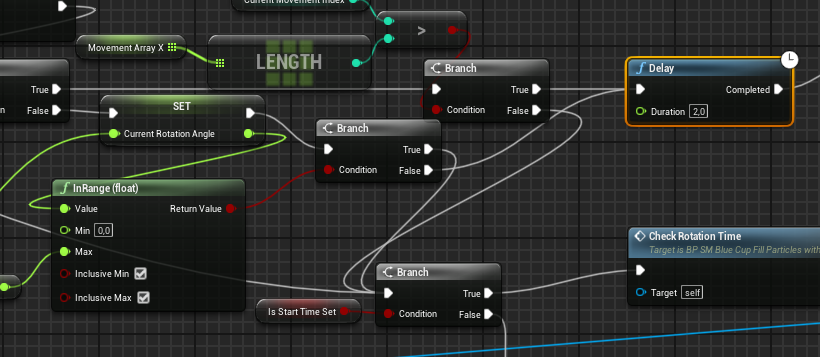 Current Movement Index
>
Movement Array X
LENGTH
True
False
n
SET
Current Rotation Angle
Branch
True
Condition
False
Branch
True
Condition
False
Delay
Completed
Duration 2,0
InRange (float)
Value
Return Value
Min 0,0
Max
Inclusive Min
Inclusive Max
Is Start Time Set
Branch
True
Condition
False
Check Rotation Time
Target is BP SM Blue Cup Fill Particles with
Target self